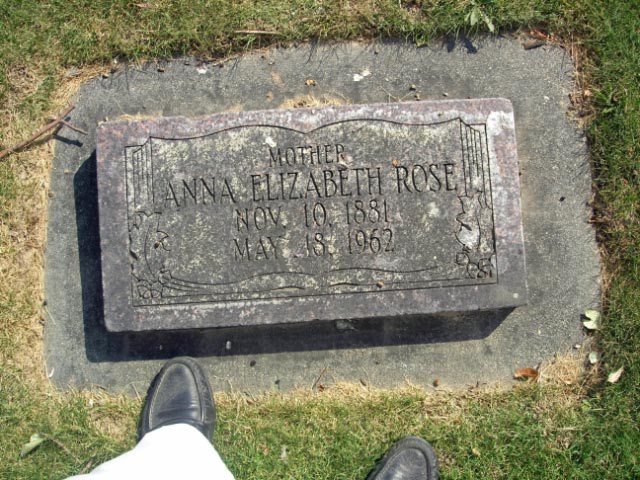 MOTHER
ANNA ELIZABETH ROSE
NOV. 10, 1881
MAY 18, 1962